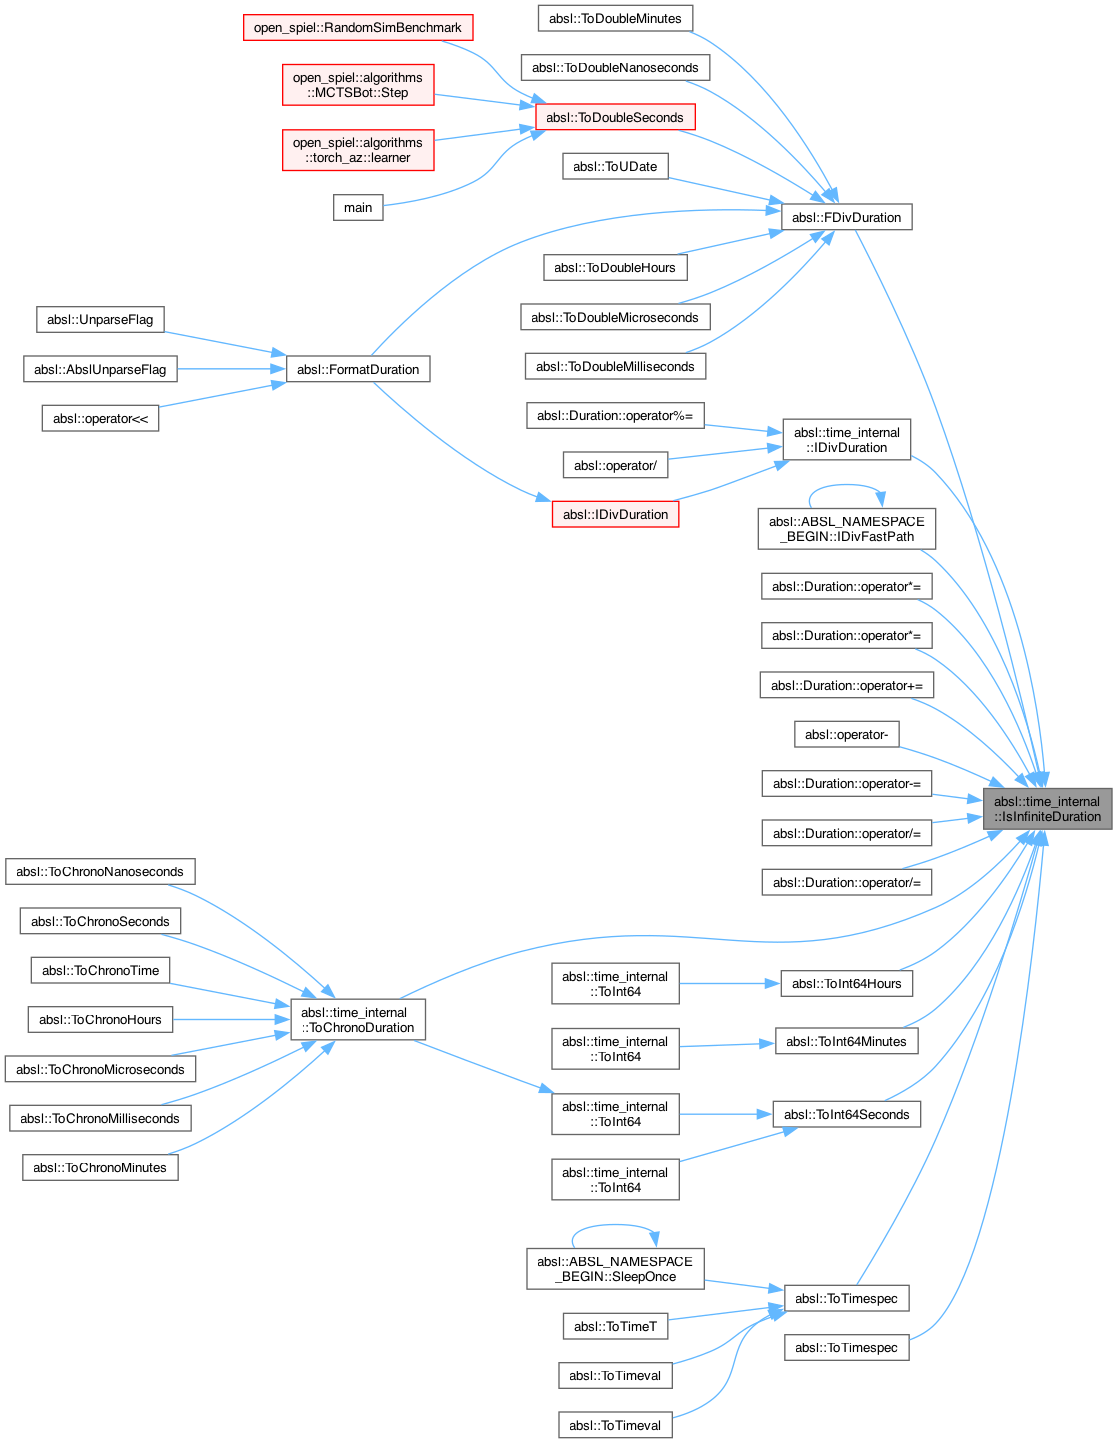 absl::ToDoubleMinutes
open_spiel::RandomSimBenchmark
absl::ToDoubleNanoseconds
open_spiel::algorithms
::MCTSBot::Step
absl::ToDoubleSeconds
open_spiel::algorithms
::torch_az::learner
absl::ToUDate
main
absl::FDivDuration
absl::ToDoubleHours
absl::UnparseFlag
absl::ToDoubleMicroseconds
absl::AbslUnparseFlag
absl::FormatDuration
absl::ToDoubleMilliseconds
absl::operator<<
absl::Duration::operator%=
absl::time_internal
::IDivDuration
absl::operator/
absl::IDivDuration
absl::ABSL_NAMESPACE
_BEGIN::IDivFastPath
absl::Duration::operator*=
absl::Duration::operator*=
absl::Duration::operator+=
absl::operator-
absl::Duration::operator-=
absl::time_internal
::IsInfiniteDuration
absl::Duration::operator/=
absl::Duration::operator/=
absl::ToChronoNanoseconds
absl::ToChronoSeconds
absl::ToChronoTime
absl::time_internal
::ToInt64
absl::ToInt64Hours
absl::ToChronoHours
absl::time_internal
::ToChronoDuration
absl::time_internal
::ToInt64
absl::ToInt64Minutes
absl::ToChronoMicroseconds
absl::ToChronoMilliseconds
absl::time_internal
::ToInt64
absl::ToInt64Seconds
absl::ToChronoMinutes
absl::time_internal
::ToInt64
absl::ABSL_NAMESPACE
_BEGIN::SleepOnce
absl::ToTimespec
absl::ToTimeT
absl::ToTimespec
absl::ToTimeval
absl::ToTimeval